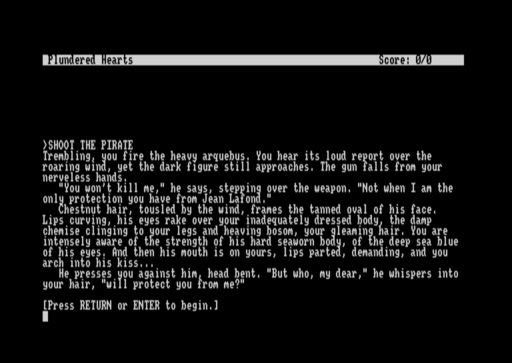 Plundered Hearts Score: 0/0
>SHOOT THE PIRATE
Trembling, you fire the heavy arquebus. You hear its loud report over the
roaring wind, yet the dark figure still approaches. The gun falls from your
nerveless hands.
"You won't kill me," he says, stepping over the weapon. "Not when I am the
only protection you have from Jean Lafond."
Chestnut hair, tousled by the wind, frames the tanned oval of his face.
Lips curving, his eyes rake over your inadequately dressed body, the damp
chemise clinging to your legs and heaving bosom, your gleaming hair. You are
intensely aware of the strength of his hard seaworn body, of the deep sea blue
of his eyes. And then his mouth is on yours, lips parted, demanding, and you
arch into his kiss...
He presses you against him, head bent. "But who, my dear," he whispers into
your hair, "will protect you from me?"
[Press RETURN or ENTER to begin.]